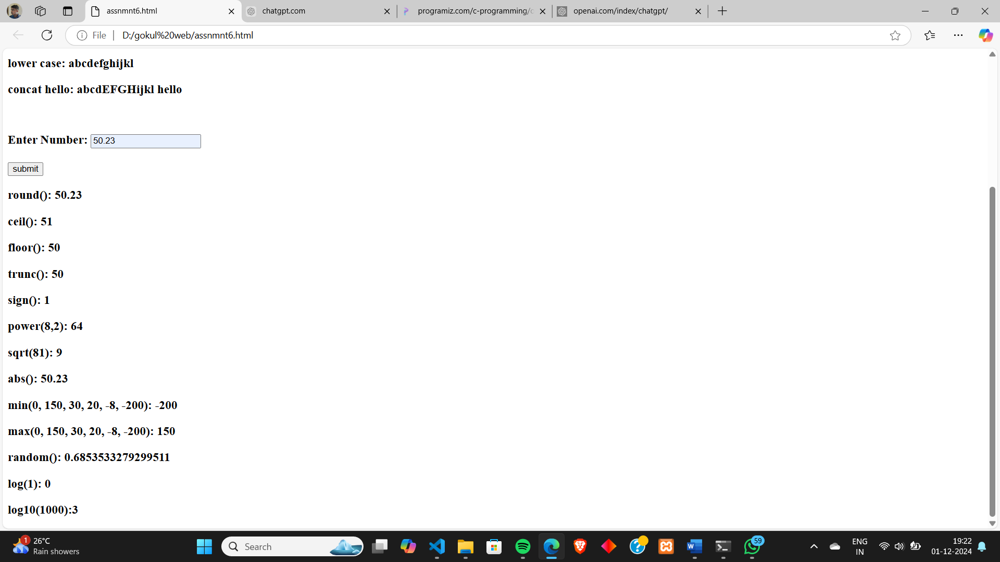 assnmnt6.html
chatgpt.com
programiz.com/c-programming/c
openai.com/index/chatgpt/
File
D:/gokul%20web/assnmnt6.html
lower case: abcdefghijkl
concat hello: abcdEFGHijkl hello
Enter Number: 50.23
submit
round(): 50.23
ceil(): 51
floor(): 50
trunc(): 50
sign(): 1
power(8,2): 64
sqrt(81): 9
abs(): 50.23
min(0, 150, 30, 20, -8, -200): -200
max(0, 150, 30, 20, -8, -200): 150
random(): 0.6853533279299511
log(1): 0
log10(1000):3
1
26°C
Rain showers
Search
59
ENG
IN
19:22
01-12-2024